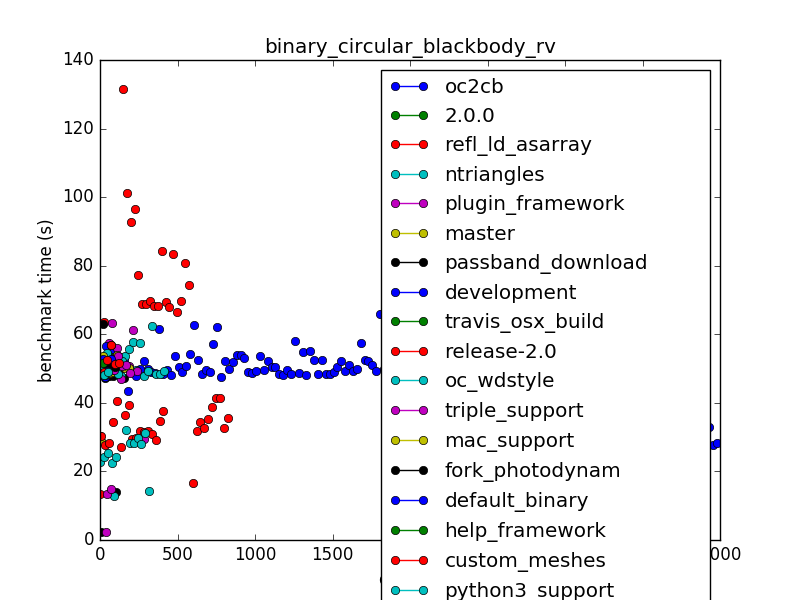 binary_circular_blackbody_rv
140
120
100
80
60
40
20
0
benchmark time (s)
0
500
1000
1500
000
oc2cb
2.0.0
refl_ld_asarray
ntriangles
plugin_framework
master
passband_download
development
travis_osx_build
release-2.0
oc_wdstyle
triple_support
mac_support
fork_photodynam
default_binary
help_framework
custom_meshes
python3_support